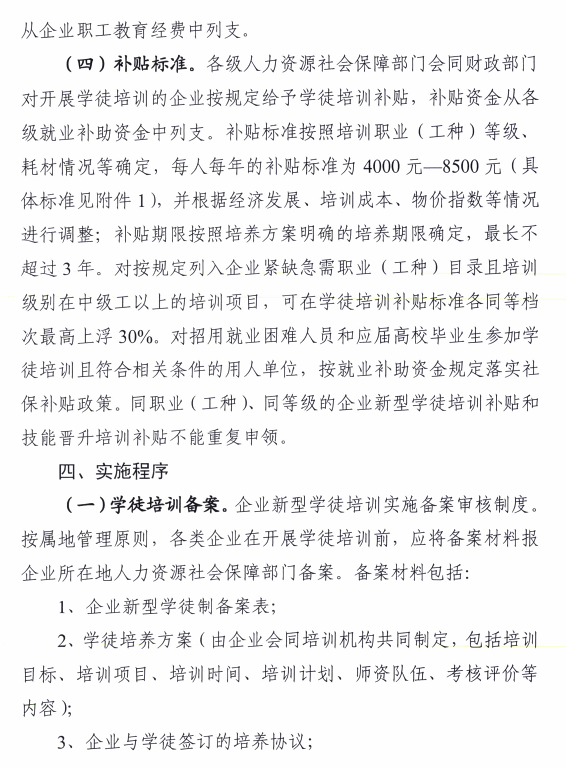 从企业职工教育经费中列支。
（四）补贴标准。各级人力资源社会保障部门会同财政部门
对开展学徒培训的企业按规定给予学徒培训补贴，补贴资金从各
级就业补助资金中列支。补贴标准按照培训职业（工种）等级、
耗材情况等确定，每人每年的补贴标准为 4000 元—8500 元（具
体标准见附件 1），并根据经济发展、培训成本、物价指数等情况
进行调整；补贴期限按照培养方案明确的培养期限确定，最长不
超过 3 年。对按规定列入企业紧缺急需职业（工种）目录且培训
级别在中级工以上的培训项目，可在学徒培训补贴标准各同等档
次最高上浮 30%。对招用就业困难人员和应届高校毕业生参加学
徒培训且符合相关条件的用人单位，按就业补助资金规定落实社
保补贴政策。同职业（工种）、同等级的企业新型学徒培训补贴和
技能晋升培训补贴不能重复申领。
四、实施程序
（一）学徒培训备案。企业新型学徒培训实施备案审核制度。
按属地管理原则，各类企业在开展学徒培训前，应将备案材料报
企业所在地人力资源社会保障部门备案。备案材料包括：
1、企业新型学徒制备案表；
2、学徒培养方案（由企业会同培训机构共同制定，包括培训
目标、培训项目、培训时间、培训计划、师资队伍、考核评价等
内容）；
3、企业与学徒签订的培养协议；